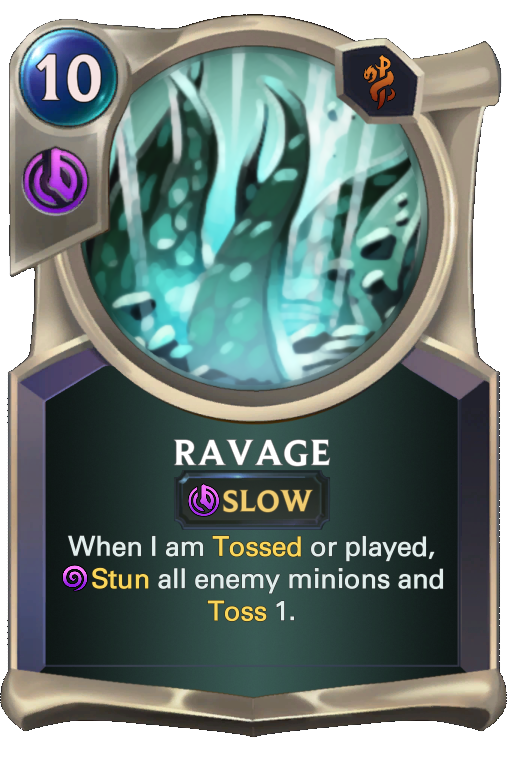 10
RAVAGE
SLOW
When I am Tossed or played,
Stun all enemy minions and
Toss 1.